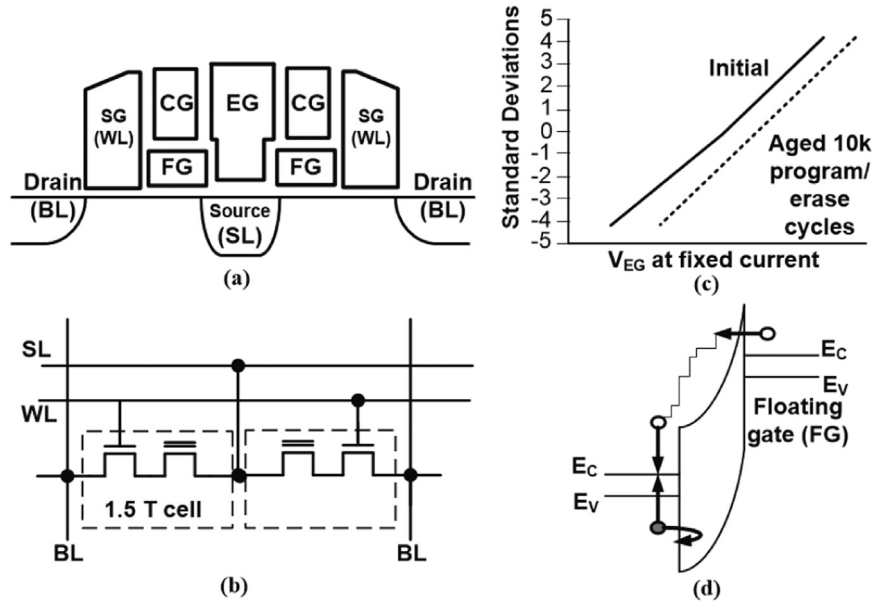 SG
(WL)
CG
EG
CG
SG
(WL)
FG
FG
Drain
(BL)
Source
(SL)
Drain
(BL)
(a)
Standard Deviations
5
4
3
2
1
0
-1
-2
-3
-4
-5
Initial
Aged 10k
program/
erase
cycles
VEG at fixed current
(c)
SL
WL
1.5 T cell
BL
BL
(b)
EC
EV
Floating
gate (FG)
EC
EV
(d)